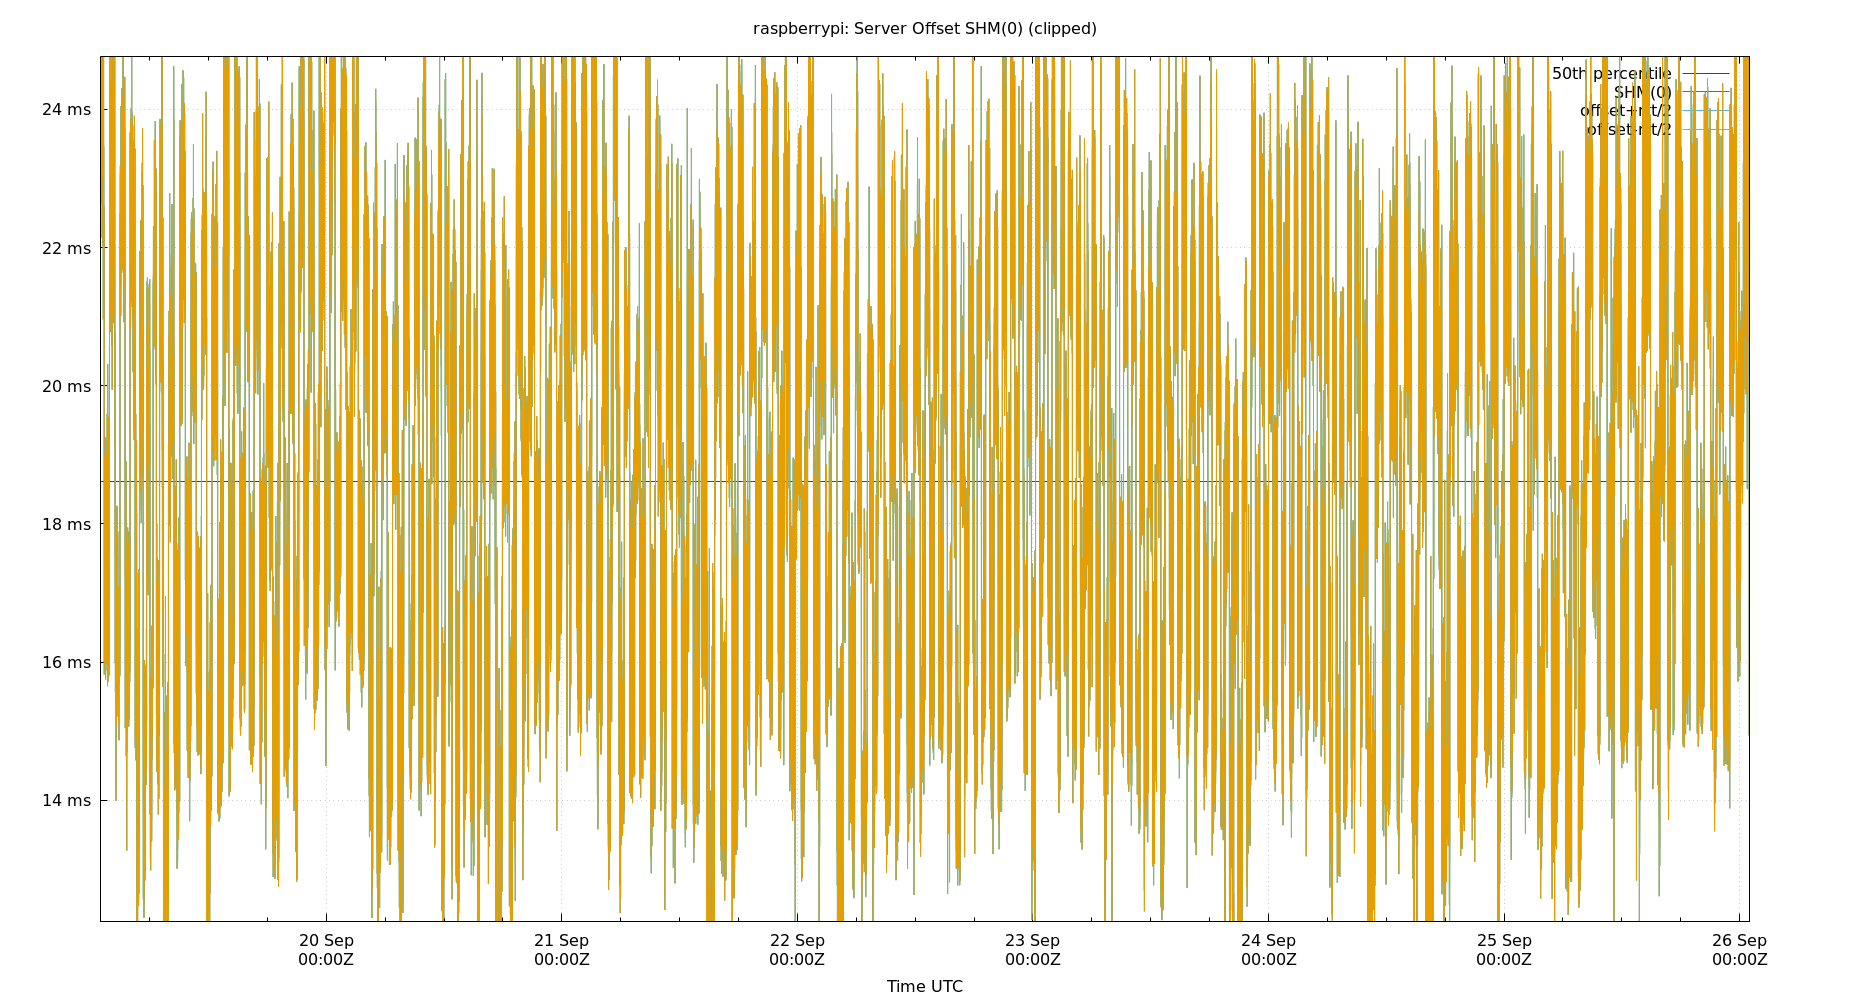 raspberrypi: Server Offset SHM(0) (clipped)
50th percentile
SHM(0)
offset+rtt/2
offset-rtt/2
24 ms
22 ms
20 ms
18 ms
16 ms
14 ms
20 Sep 21 Sep 22 Sep 23 Sep 24 Sep 25 Sep 26 Sep
00:00Z 00:00Z 00:00Z 00:00Z 00:00Z 00:00Z 00:00Z
Time UTC